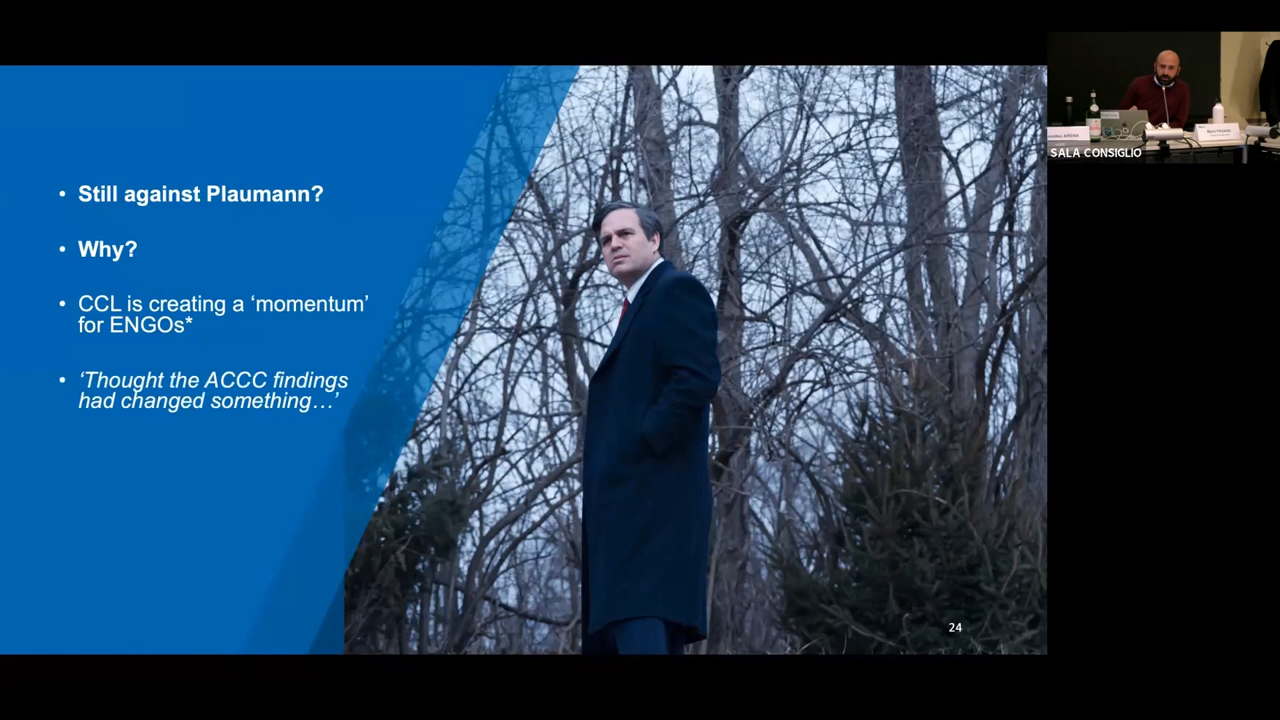 • Still against Plaumann?
• Why?
• CCL is creating a ‘momentum’
for ENGOs*
• ‘Thought the ACCC findings
had changed something…’
24
SALA CONSIGLIO